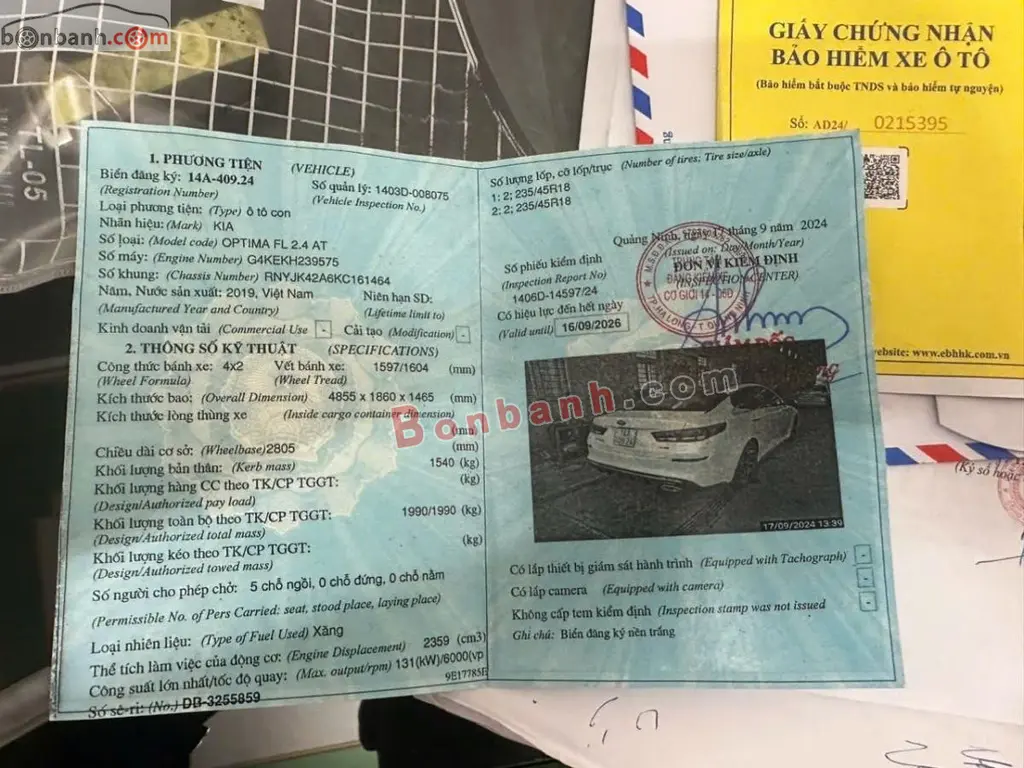 bonbanh.com
TL-05
GIẤY CHỨNG NHẬN
BẢO HIỂM XE Ô TÔ
(Bảo hiểm bắt buộc TNDS và bảo hiểm tự nguyện)
Số: AD24/ 0215395
website: www.ebhhk.com.vn
(Ký số hoặc
1. PHƯƠNG TIỆN (VEHICLE)
Biển đăng ký: 14A-409.24 Số quản lý: 1403D-008075
(Registration Number) (Vehicle Inspection No.)
Loại phương tiện: (Type) ô tô con
Nhãn hiệu: (Mark) KIA
Số loại: (Model code) OPTIMA FL 2.4 AT
Số máy: (Engine Number) G4KEKH239575
Số khung: (Chassis Number) RNYJK42A6KC161464
Năm, Nước sản xuất: 2019, Việt Nam Niên hạn SD:
(Manufactured Year and Country) (Lifetime limit to)
Kinh doanh vận tải (Commercial Use - Cải tạo (Modification) -
2. THÔNG SỐ KỸ THUẬT (SPECIFICATIONS)
Công thức bánh xe: 4x2 Vết bánh xe: 1597/1604 (mm)
(Wheel Formula) (Wheel Tread)
Kích thước bao: (Overall Dimension) 4855 x 1860 x 1465 (mm)
Kích thước lòng thùng xe (Inside cargo container dimension)
(mm)
Chiều dài cơ sở: (Wheelbase)2805 (mm)
Khối lượng bản thân: (Kerb mass) 1540 (kg)
Khối lượng hàng CC theo TK/CP TGGT: (kg)
(Design/Authorized pay load)
Khối lượng toàn bộ theo TK/CP TGGT: 1990/1990 (kg)
(Design/Authorized total mass)
Khối lượng kéo theo TK/CP TGGT: (kg)
(Design/Authorized towed mass)
Số người cho phép chở: 5 chỗ ngồi, 0 chỗ đứng, 0 chỗ nằm
(Permissible No. of Pers Carried: seat, stood place, laying place)
Loại nhiên liệu: (Type of Fuel Used) Xăng
Thể tích làm việc của động cơ: (Engine Displacement) 2359 (cm3)
Công suất lớn nhất/tốc độ quay: (Max. output/rpm) 131(kW)/6000(vp
9E17785E
Số sê-ri: (No.) DB-3255859
Số lượng lốp, cỡ lốp/trục (Number of tires; Tire size/axle)
1: 2; 235/45R18
2: 2; 235/45R18
Quảng Ninh, ngày 17 tháng 9 năm 2024
(Issued on: Day/Month/Year)
Số phiếu kiểm định ĐƠN VỊ KIỂM ĐỊNH
(Inspection Report No) (INSPECTION CENTER)
1406D-14597/24
Có hiệu lực đến hết ngày
(Valid until) 16/09/2026
Bonbanh.com
17/09/2024 13:39
Có lắp thiết bị giám sát hành trình (Equipped with Tachograph) -
Có lắp camera (Equipped with camera) -
Không cấp tem kiểm định (Inspection stamp was not issued -
Ghi chú: Biển đăng ký nền trắng